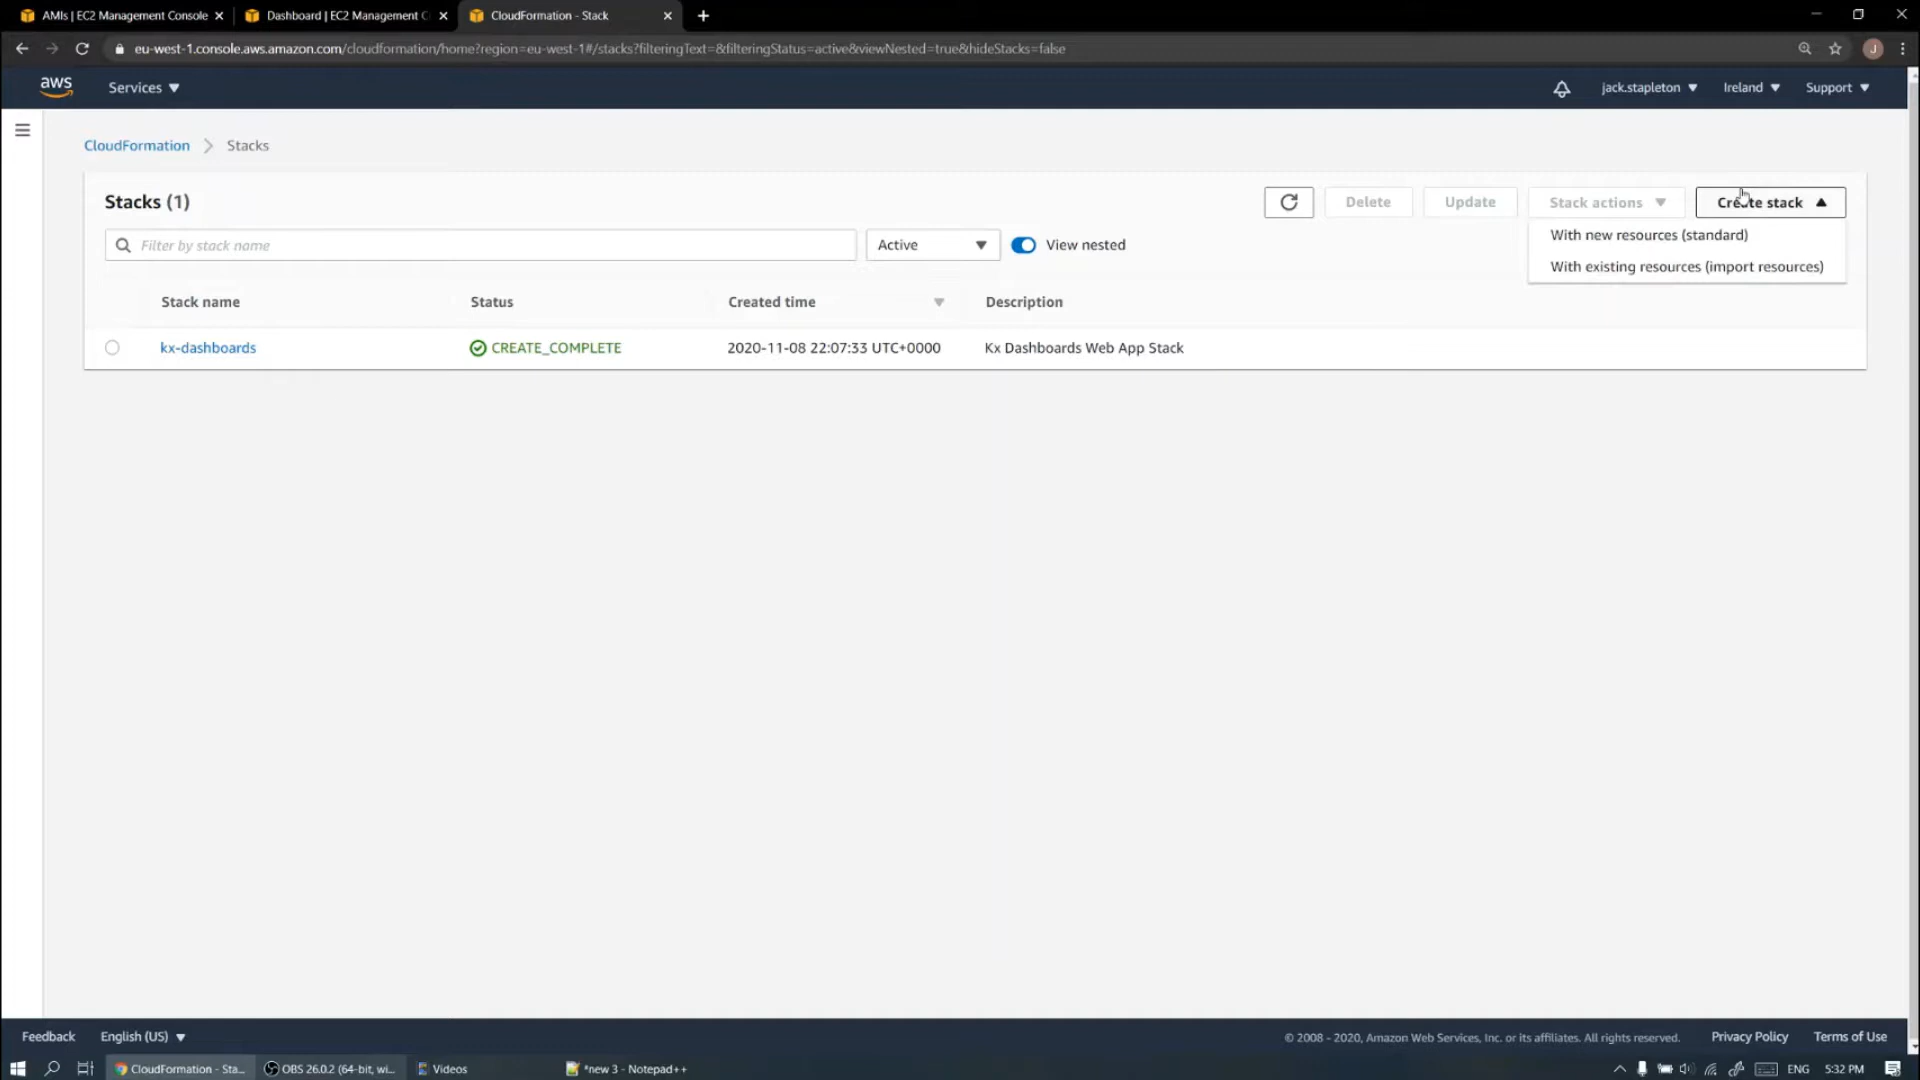 AMIs | EC2 Management Console
Dashboard | EC2 Management C
CloudFormation - Stack
eu-west-1.console.aws.amazon.com/cloudformation/home?region=eu-west-1#/stacks?filteringText=&filteringStatus=active&viewNested=true&hideStacks=false
J
aws
Services
jack.stapleton
Ireland
Support
CloudFormation
Stacks
Stacks (1)
Delete
Update
Stack actions
Create stack
Filter by stack name
Active
View nested
With new resources (standard)
With existing resources (import resources)
Stack name
Status
Created time
Description
kx-dashboards
CREATE_COMPLETE
2020-11-08 22:07:33 UTC+0000
Kx Dashboards Web App Stack
Feedback
English (US)
© 2008 - 2020, Amazon Web Services, Inc. or its affiliates. All rights reserved.
Privacy Policy
Terms of Use
CloudFormation - Sta...
OBS 26.0.2 (64-bit, wi...
Videos
*new 3 - Notepad++
ENG
5:32 PM